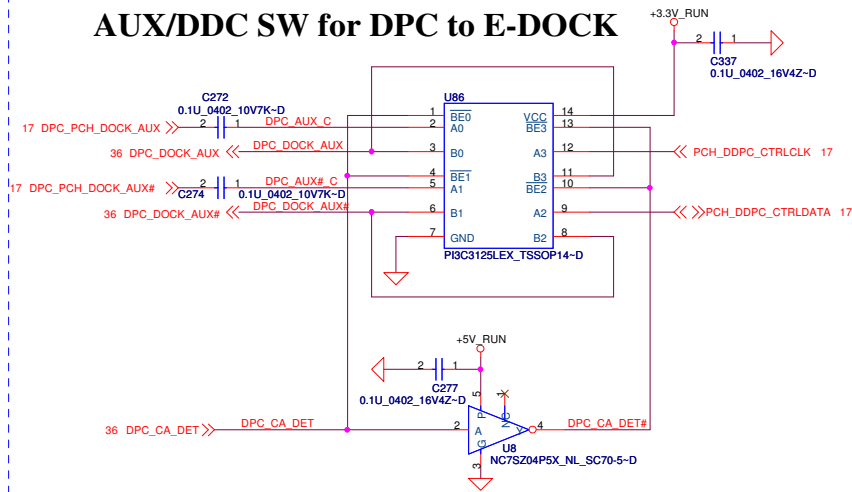 AUX/DDC SW for DPC to E-DOCK
+3.3V_RUN
2 1
C337
0.1U_0402_16V4Z~D
C272
0.1U_0402_10V7K~D
17 DPC_PCH_DOCK_AUX 2 1 DPC_AUX_C
36 DPC_DOCK_AUX DPC_DOCK_AUX
17 DPC_PCH_DOCK_AUX# 2 1 DPC_AUX#_C
C274 0.1U_0402_10V7K~D
36 DPC_DOCK_AUX# DPC_DOCK_AUX#
U86
1 BE0 VCC 14
2 A0 BE3 13
3 B0 A3 12
4 BE1 B3 11
5 A1 BE2 10
6 B1 A2 9
7 GND B2 8
PI3C3125LEX_TSSOP14~D
PCH_DDPC_CTRLCLK 17
PCH_DDPC_CTRLDATA 17
+5V_RUN
2 1
C277
0.1U_0402_16V4Z~D
36 DPC_CA_DET DPC_CA_DET
5 P
1 NC
2 A Y 4
G 3
DPC_CA_DET#
U8
NC7SZ04P5X_NL_SC70-5~D